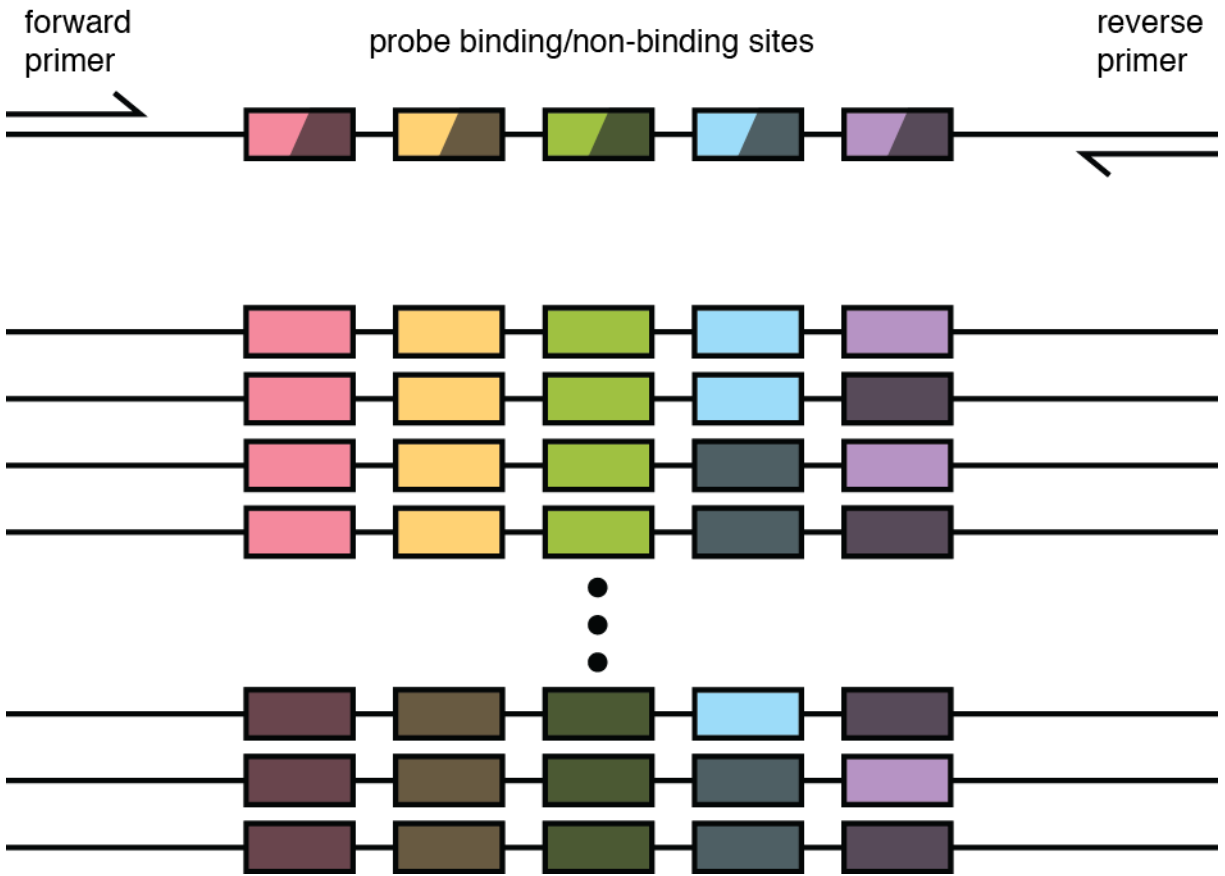 forward
primer
probe binding/non-binding sites
reverse
primer